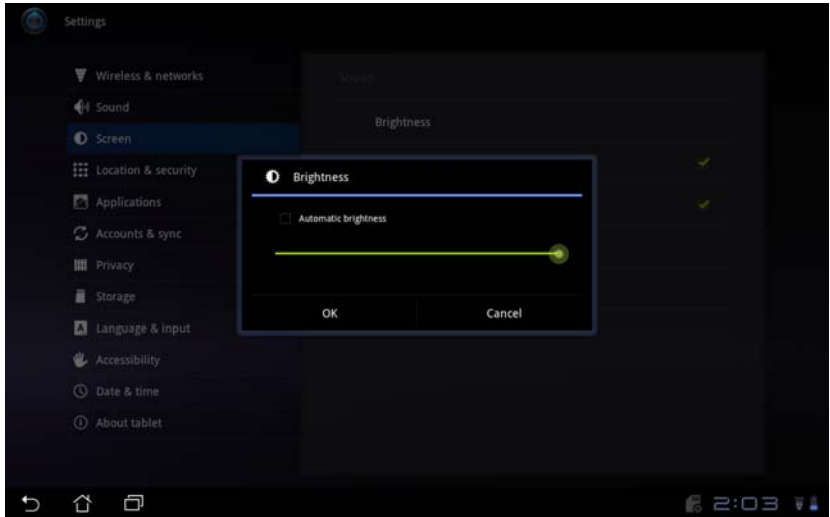 Settings
Wireless & networks
Screen
Sound
Brightness
Screen
Location & security
Brightness
Applications
Automatic brightness
Accounts & sync
Privacy
Storage
OK Cancel
Language & input
Accessibility
Date & time
About tablet
2:03